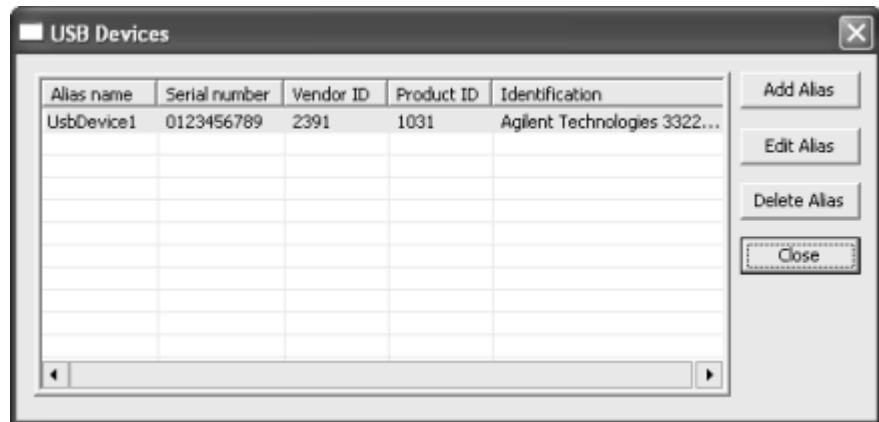 USB Devices
Alias name Serial number Vendor ID Product ID Identification
UsbDevice1 0123456789 2391 1031 Agilent Technologies 3322...
Add Alias
Edit Alias
Delete Alias
Close